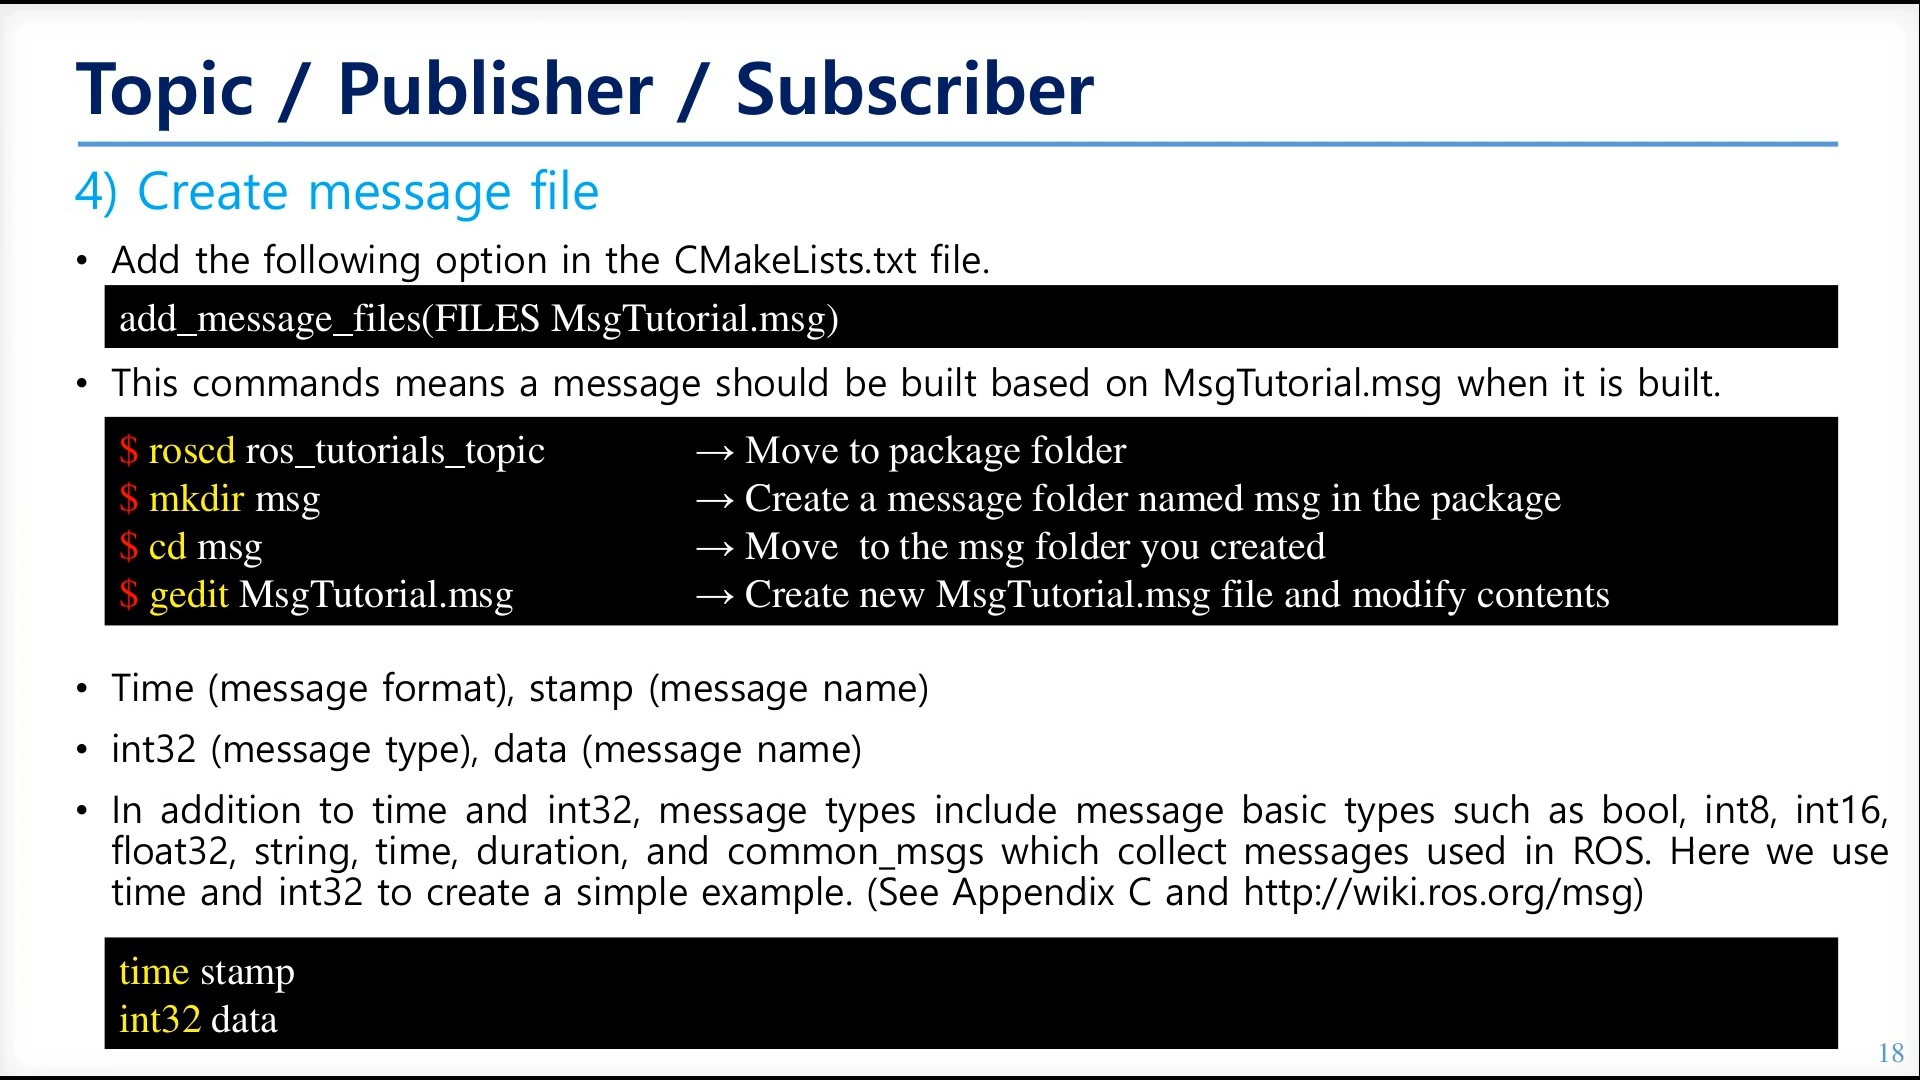 Topic / Publisher / Subscriber
4) Create message file
• Add the following option in the CMakeLists.txt file.
add_message_files(FILES MsgTutorial.msg)
• This commands means a message should be built based on MsgTutorial.msg when it is built.
$ roscd ros_tutorials_topic → Move to package folder
$ mkdir msg → Create a message folder named msg in the package
$ cd msg → Move  to the msg folder you created
$ gedit MsgTutorial.msg → Create new MsgTutorial.msg file and modify contents
• Time (message format), stamp (message name)
• int32 (message type), data (message name)
• In addition to time and int32, message types include message basic types such as bool, int8, int16,
float32, string, time, duration, and common_msgs which collect messages used in ROS. Here we use
time and int32 to create a simple example. (See Appendix C and http://wiki.ros.org/msg)
time stamp
int32 data
18